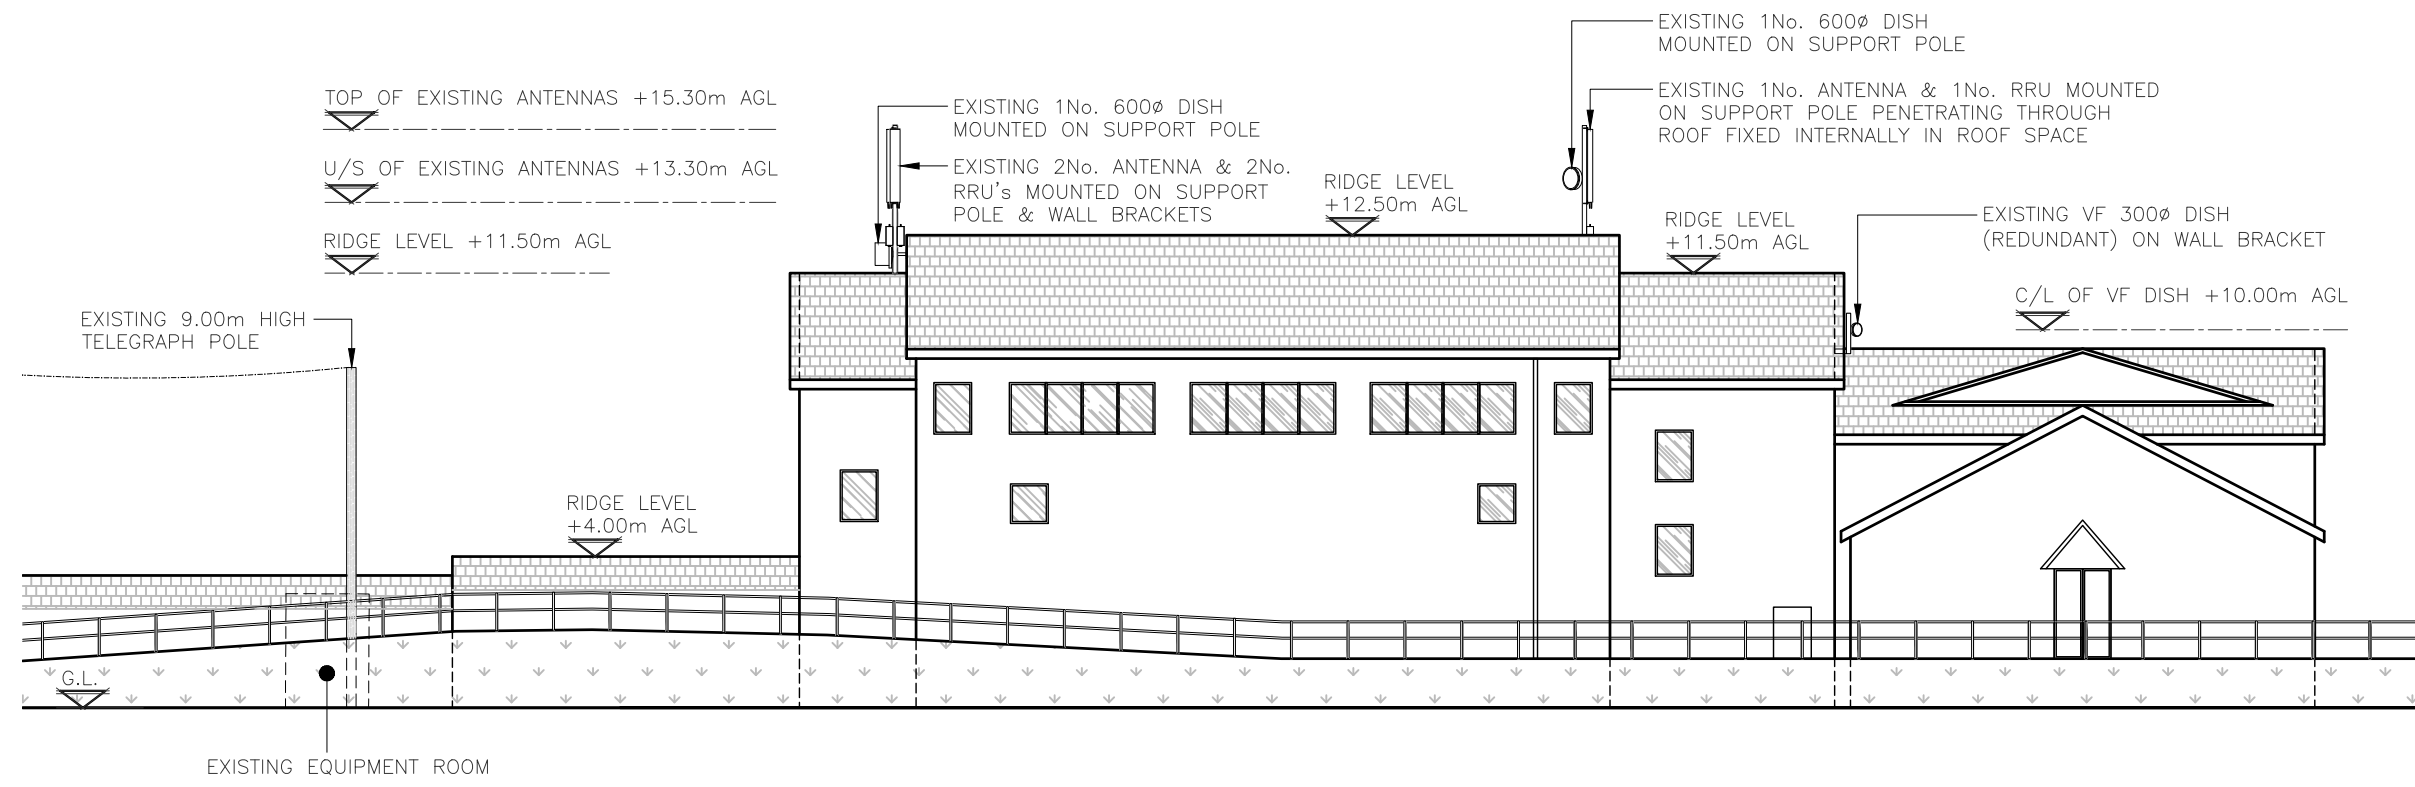 EXISTING 1No. 600ø DISH
MOUNTED ON SUPPORT POLE
EXISTING 1No. ANTENNA & 1No. RRU MOUNTED
ON SUPPORT POLE PENETRATING THROUGH
ROOF FIXED INTERNALLY IN ROOF SPACE
TOP OF EXISTING ANTENNAS +15.30m AGL
EXISTING 1No. 600ø DISH
MOUNTED ON SUPPORT POLE
U/S OF EXISTING ANTENNAS +13.30m AGL
EXISTING 2No. ANTENNA & 2No.
RRU's MOUNTED ON SUPPORT
POLE & WALL BRACKETS
RIDGE LEVEL
+12.50m AGL
RIDGE LEVEL
+11.50m AGL
EXISTING VF 300ø DISH
(REDUNDANT) ON WALL BRACKET
RIDGE LEVEL +11.50m AGL
C/L OF VF DISH +10.00m AGL
EXISTING 9.00m HIGH
TELEGRAPH POLE
RIDGE LEVEL
+4.00m AGL
G.L.
EXISTING EQUIPMENT ROOM